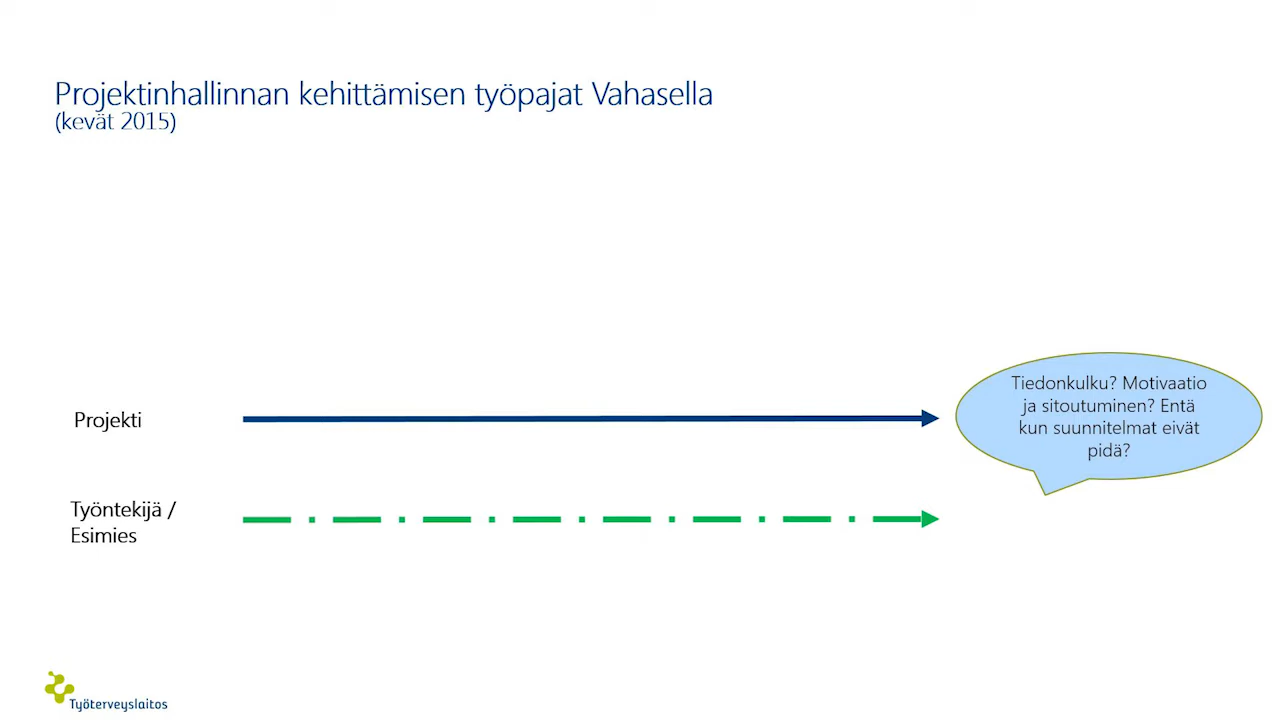 Projektinhallinnan kehittämisen työpajat Vahasella
(kevät 2015)
Projekti
Tiedonkulku? Motivaatio
ja sitoutuminen? Entä
kun suunnitelmat eivät
pidä?
Työntekijä /
Esimies
Työterveyslaitos